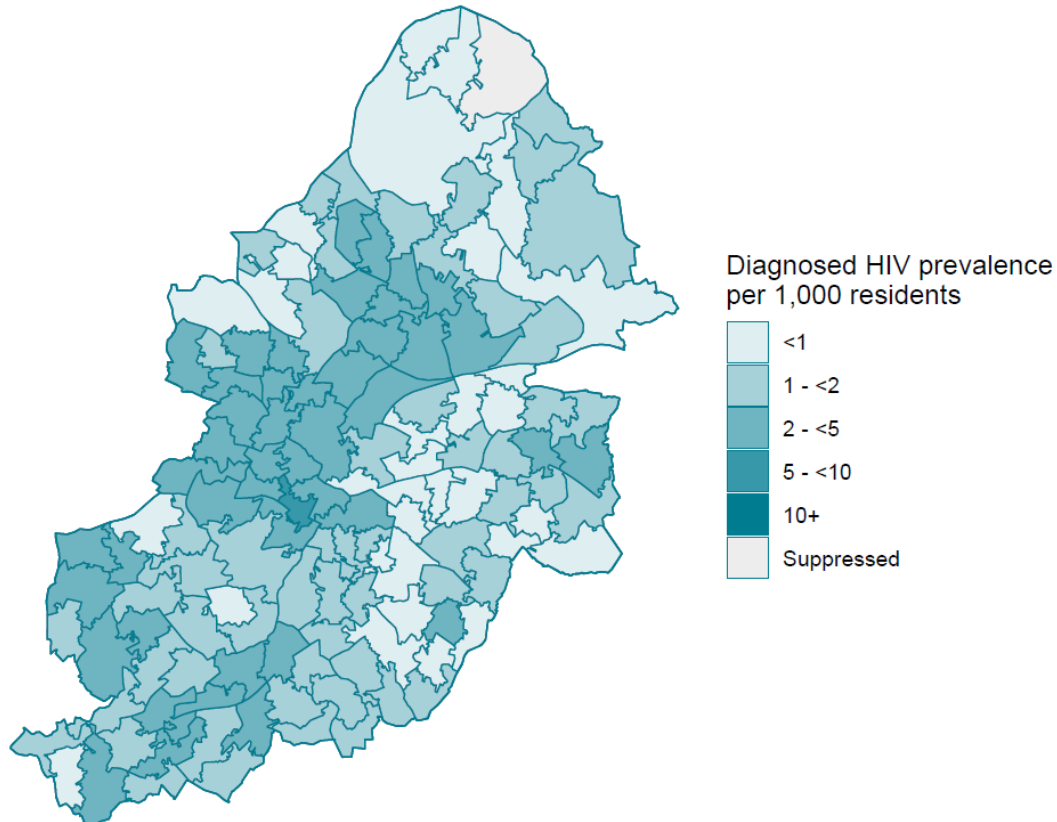 Diagnosed HIV prevalence
per 1,000 residents
<1
1 - <2
2 - <5
5 - <10
10+
Suppressed